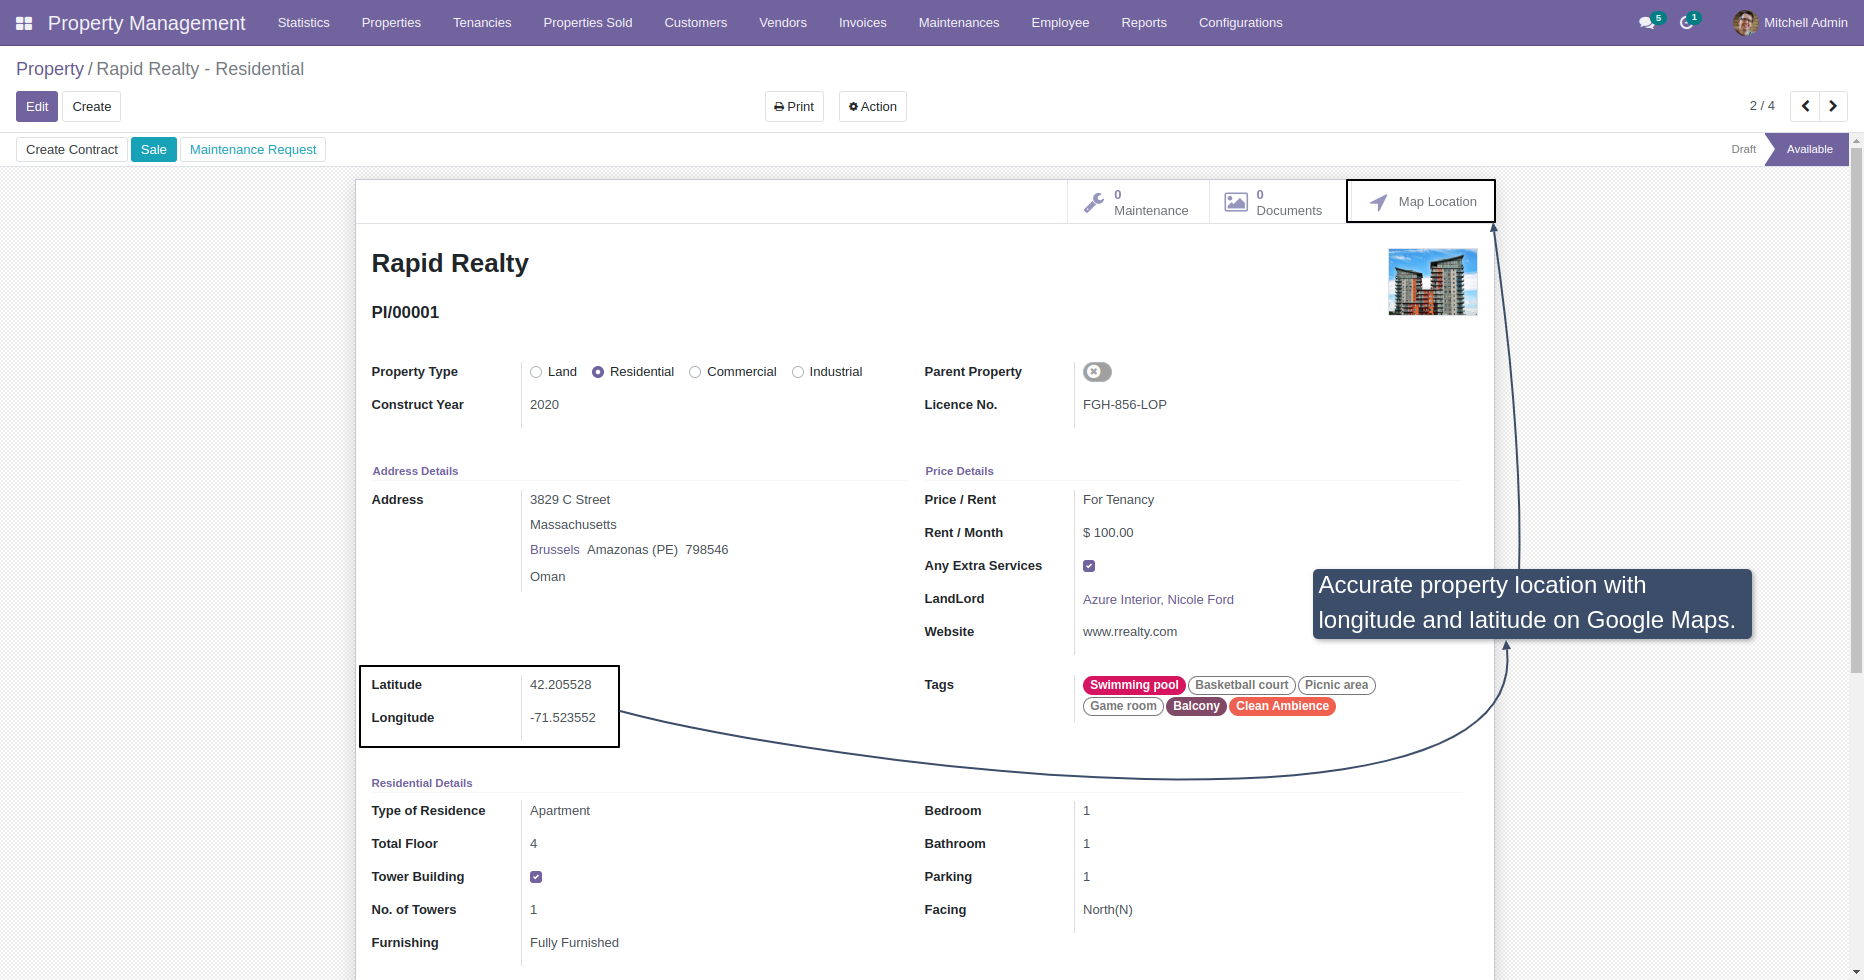 Property Management Statistics Properties Tenancies Properties Sold Customers Vendors Invoices Maintenances Employee Reports Configurations 5 1 Mitchell Admin
Property / Rapid Realty - Residential
Edit Create Print Action 2 / 4
Create Contract Sale Maintenance Request Draft Available
0 Maintenance
0 Documents
Map Location
Rapid Realty
PI/00001
Property Type Land Residential Commercial Industrial
Construct Year 2020
Parent Property
Licence No. FGH-856-LOP
Address Details
Address 3829 C Street
Massachusetts
Brussels Amazonas (PE) 798546
Oman
Price Details
Price / Rent For Tenancy
Rent / Month $ 100.00
Any Extra Services
LandLord Azure Interior, Nicole Ford
Website www.rrealty.com
Accurate property location with
longitude and latitude on Google Maps.
Latitude 42.205528
Longitude -71.523552
Tags Swimming pool Basketball court Picnic area
Game room Balcony Clean Ambience
Residential Details
Type of Residence Apartment
Total Floor 4
Tower Building
No. of Towers 1
Furnishing Fully Furnished
Bedroom 1
Bathroom 1
Parking 1
Facing North(N)